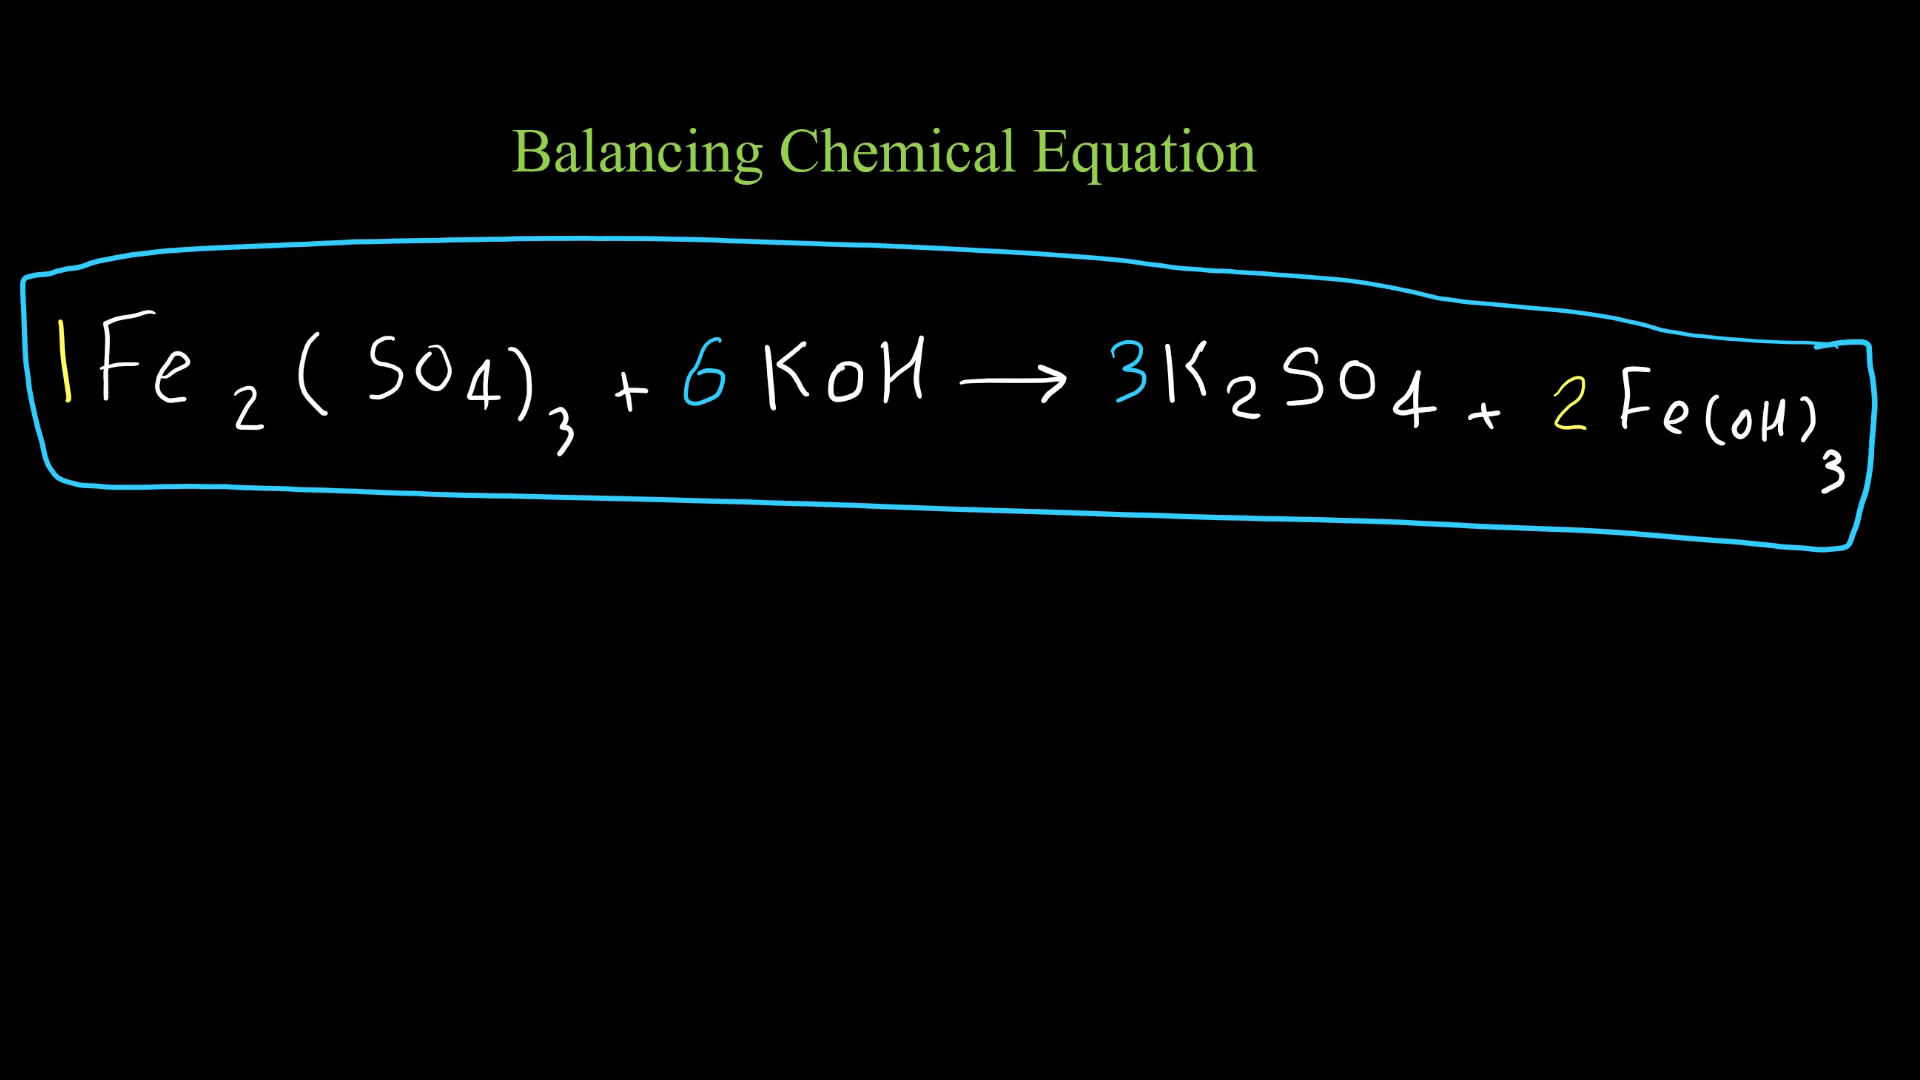 Balancing Chemical Equation
1Fe₂(SO₄)₃ + 6KOH → 3K₂SO₄ + 2Fe(OH)₃